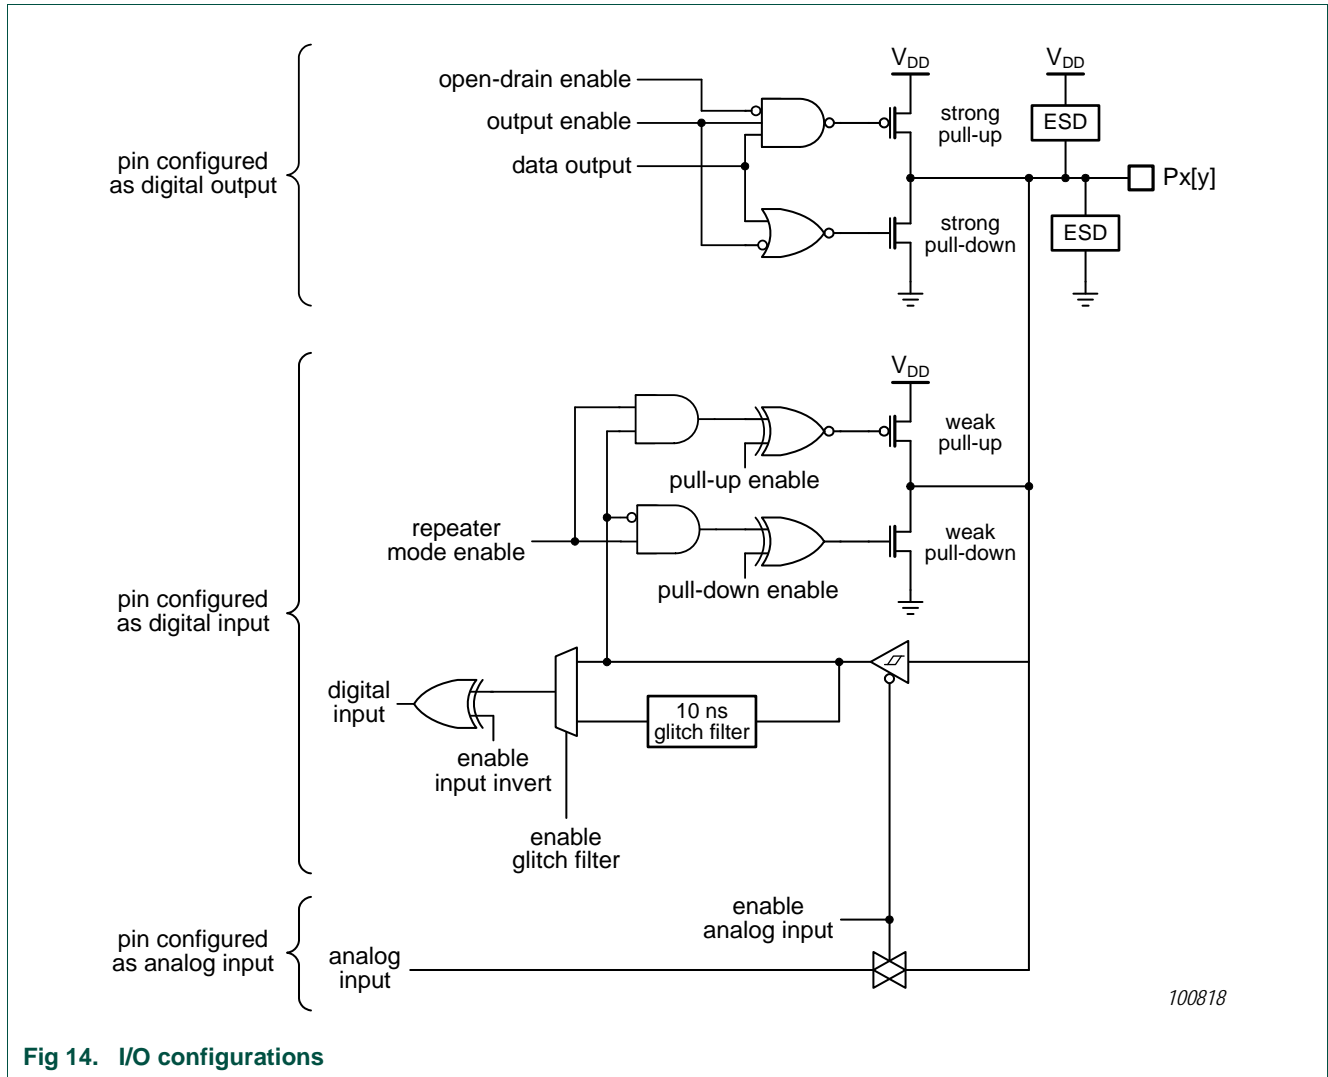 VDD
VDD
open-drain enable
output enable
data output
strong
pull-up
ESD
pin configured
as digital output
Px[y]
strong
pull-down
ESD
VDD
weak
pull-up
pull-up enable
repeater
mode enable
weak
pull-down
pull-down enable
pin configured
as digital input
digital
input
10 ns
glitch filter
enable
input invert
enable
glitch filter
enable
analog input
pin configured
as analog input
analog
input
100818
Fig 14. I/O configurations